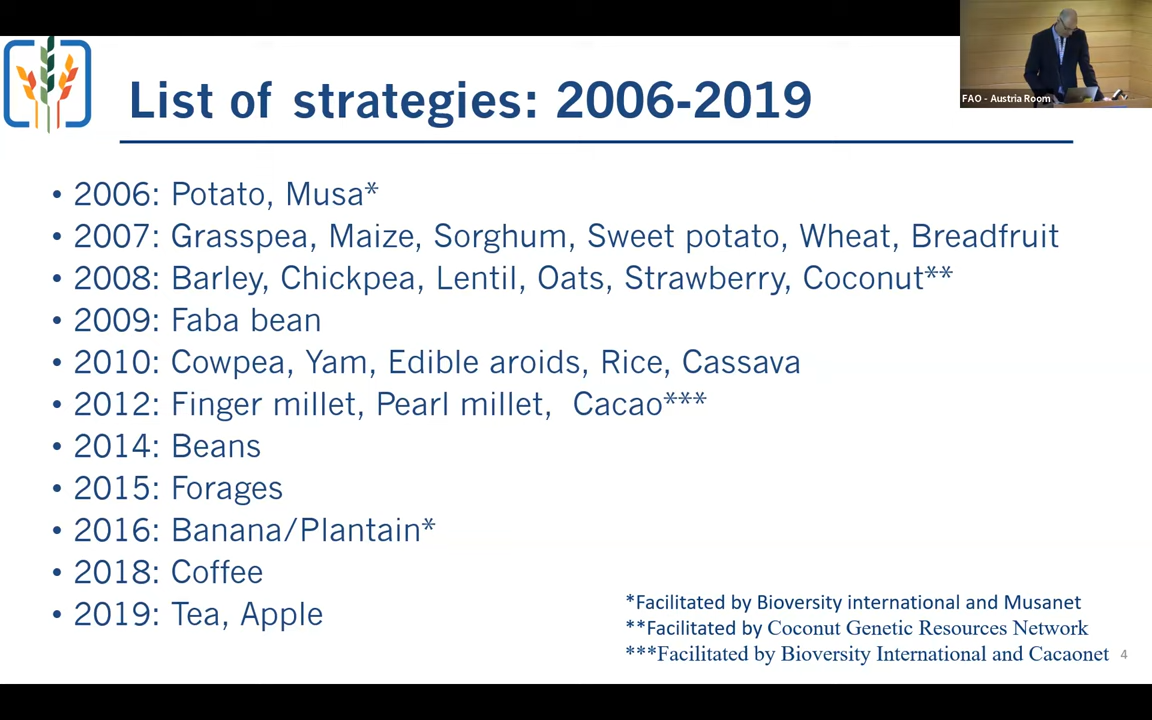 List of strategies: 2006-2019
FAO - Austria Room
• 2006: Potato, Musa*
• 2007: Grasspea, Maize, Sorghum, Sweet potato, Wheat, Breadfruit
• 2008: Barley, Chickpea, Lentil, Oats, Strawberry, Coconut**
• 2009: Faba bean
• 2010: Cowpea, Yam, Edible aroids, Rice, Cassava
• 2012: Finger millet, Pearl millet, Cacao***
• 2014: Beans
• 2015: Forages
• 2016: Banana/Plantain*
• 2018: Coffee
• 2019: Tea, Apple
*Facilitated by Bioversity international and Musanet
**Facilitated by Coconut Genetic Resources Network
***Facilitated by Bioversity International and Cacaonet
4